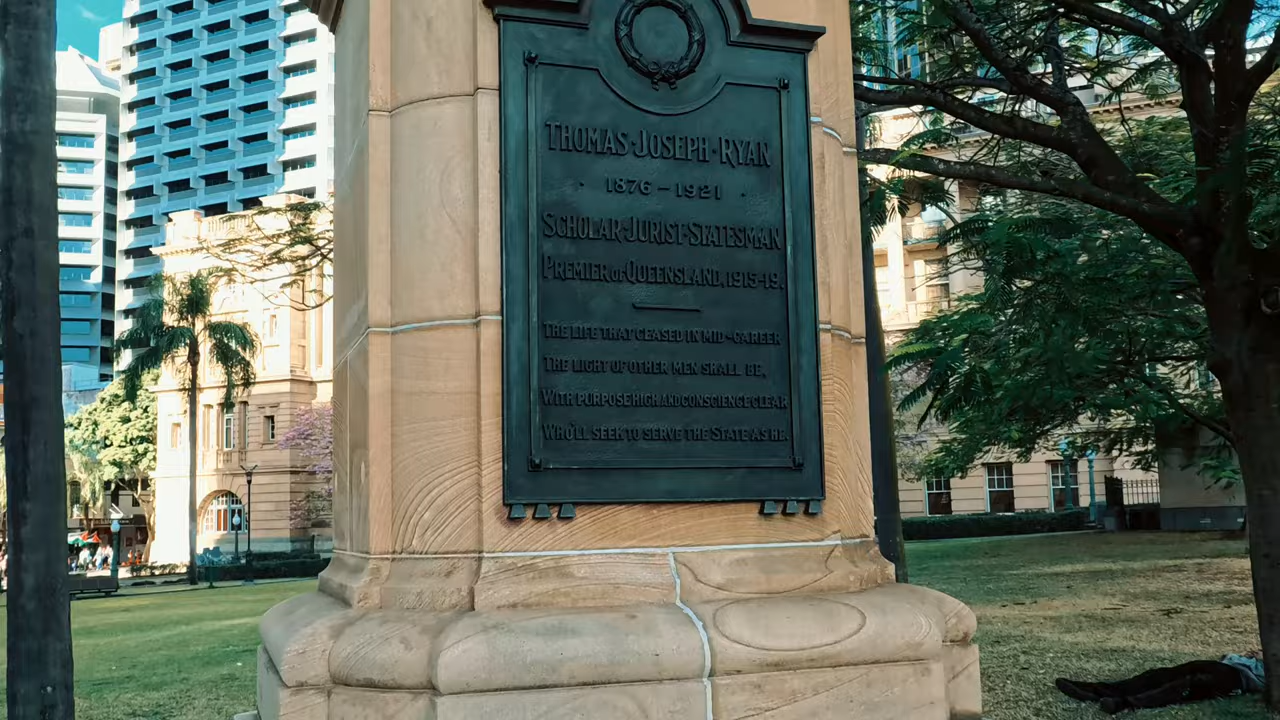 THOMAS·JOSEPH·RYAN
· 1876 – 1921 ·
SCHOLAR·JURIST·STATESMAN
PREMIER OF QUEENSLAND, 1915-19.
THE LIFE THAT CEASED IN MID-CAREER
THE LIGHT OF OTHER MEN SHALL BE,
WITH PURPOSE HIGH AND CONSCIENCE CLEAR
WHO'LL SEEK TO SERVE THE STATE AS HE.